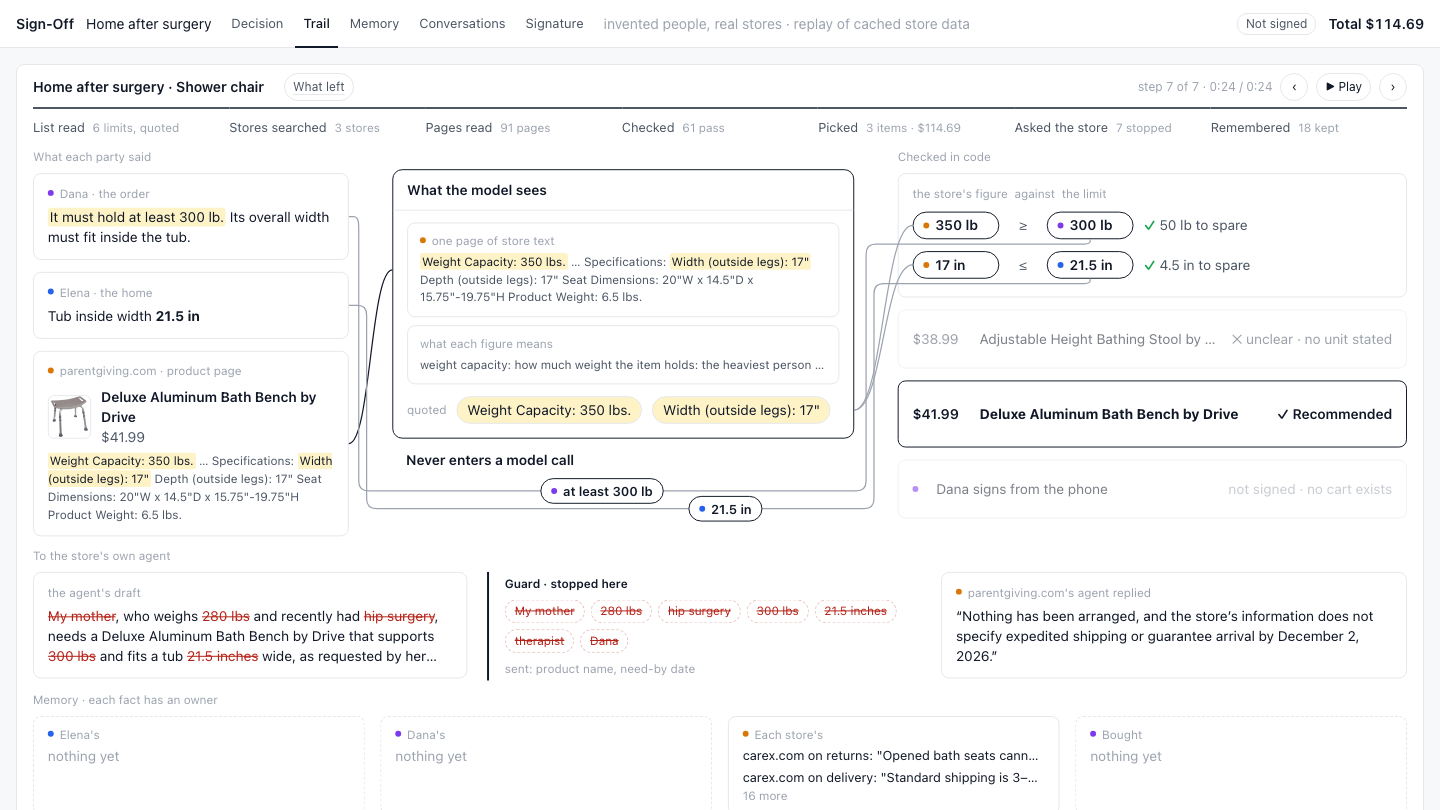 Sign-Off Home after surgery Decision Trail Memory Conversations Signature invented people, real stores · replay of cached store data Not signed Total $114.69
Home after surgery · Shower chair What left step 7 of 7 · 0:24 / 0:24 ‹ ▶ Play ›
List read 6 limits, quoted Stores searched 3 stores Pages read 91 pages Checked 61 pass Picked 3 items · $114.69 Asked the store 7 stopped Remembered 18 kept
What each party said
Dana · the order
It must hold at least 300 lb. Its overall width
must fit inside the tub.
Elena · the home
Tub inside width 21.5 in
parentgiving.com · product page
Deluxe Aluminum Bath Bench by
Drive
$41.99
Weight Capacity: 350 lbs. ... Specifications: Width
(outside legs): 17" Depth (outside legs): 17" Seat
Dimensions: 20"W x 14.5"D x 15.75"-19.75"H
Product Weight: 6.5 lbs.
What the model sees
one page of store text
Weight Capacity: 350 lbs. ... Specifications: Width (outside legs): 17"
Depth (outside legs): 17" Seat Dimensions: 20"W x 14.5"D x
15.75"-19.75"H Product Weight: 6.5 lbs.
what each figure means
weight capacity: how much weight the item holds: the heaviest person ...
quoted Weight Capacity: 350 lbs. Width (outside legs): 17"
Never enters a model call
at least 300 lb
21.5 in
Checked in code
the store's figure against the limit
350 lb ≥ 300 lb ✓ 50 lb to spare
17 in ≤ 21.5 in ✓ 4.5 in to spare
$38.99 Adjustable Height Bathing Stool by ... ✕ unclear · no unit stated
$41.99 Deluxe Aluminum Bath Bench by Drive ✓ Recommended
Dana signs from the phone not signed · no cart exists
To the store's own agent
the agent's draft
My mother, who weighs 280 lbs and recently had hip surgery,
needs a Deluxe Aluminum Bath Bench by Drive that supports
300 lbs and fits a tub 21.5 inches wide, as requested by her...
Guard · stopped here
My mother 280 lbs hip surgery 300 lbs 21.5 inches
therapist Dana
sent: product name, need-by date
parentgiving.com's agent replied
“Nothing has been arranged, and the store’s information does not
specify expedited shipping or guarantee arrival by December 2,
2026.”
Memory · each fact has an owner
Elena's
nothing yet
Dana's
nothing yet
Each store's
carex.com on returns: "Opened bath seats cann...
carex.com on delivery: "Standard shipping is 3–...
16 more
Bought
nothing yet